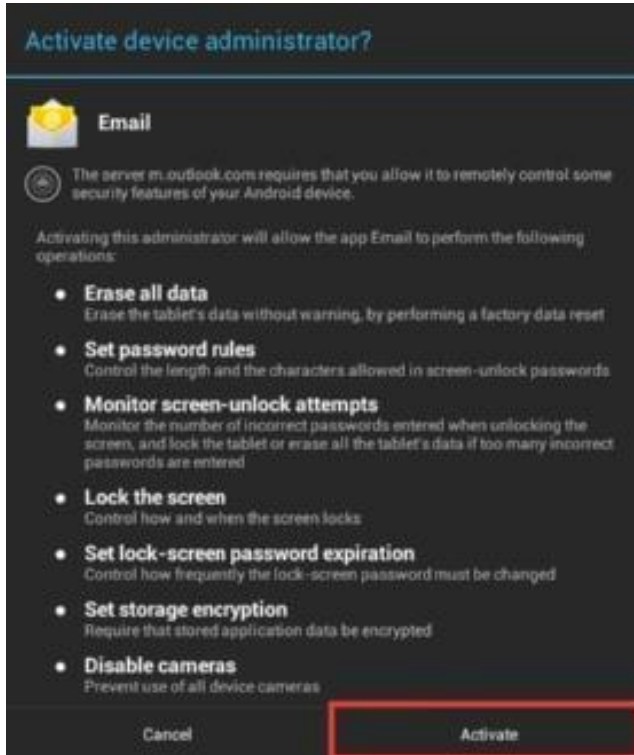 Activate device administrator?
Email
The server m.outlook.com requires that you allow it to remotely control some
security features of your Android device.
Activating this administrator will allow the app Email to perform the following
operations:
Erase all data
Erase the tablet's data without warning, by performing a factory data reset
Set password rules
Control the length and the characters allowed in screen-unlock passwords
Monitor screen-unlock attempts
Monitor the number of incorrect passwords entered when unlocking the
screen, and lock the tablet or erase all the tablet's data if too many incorrect
passwords are entered
Lock the screen
Control how and when the screen locks
Set lock-screen password expiration
Control how frequently the lock-screen password must be changed
Set storage encryption
Require that stored application data be encrypted
Disable cameras
Prevent use of all device cameras
Cancel
Activate